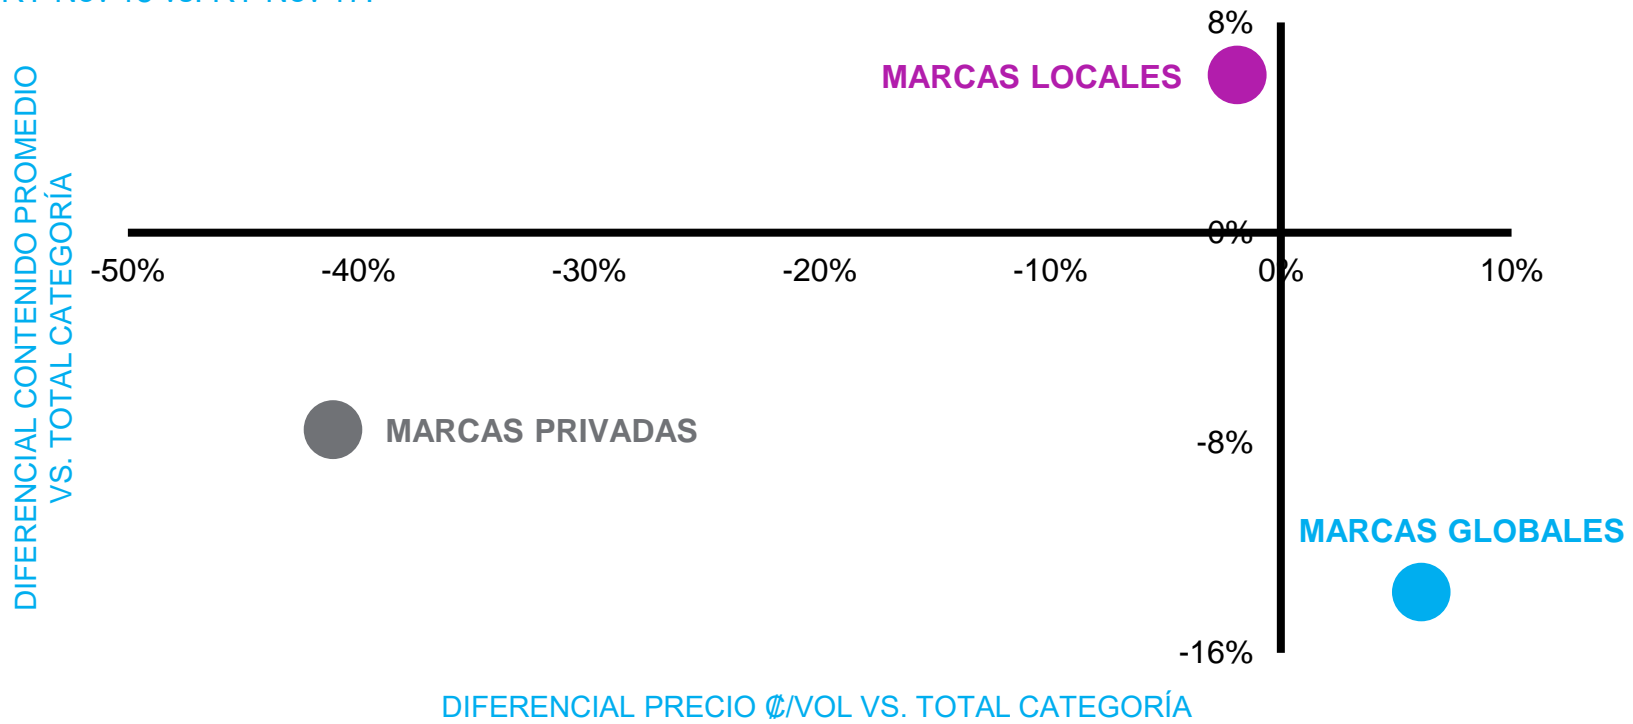 8%
MARCAS LOCALES
DIFERENCIAL CONTENIDO PROMEDIO
VS. TOTAL CATEGORÍA
0%
-50% -40% -30% -20% -10% 0% 10%
MARCAS PRIVADAS
-8%
MARCAS GLOBALES
-16%
DIFERENCIAL PRECIO ₡/VOL VS. TOTAL CATEGORÍA